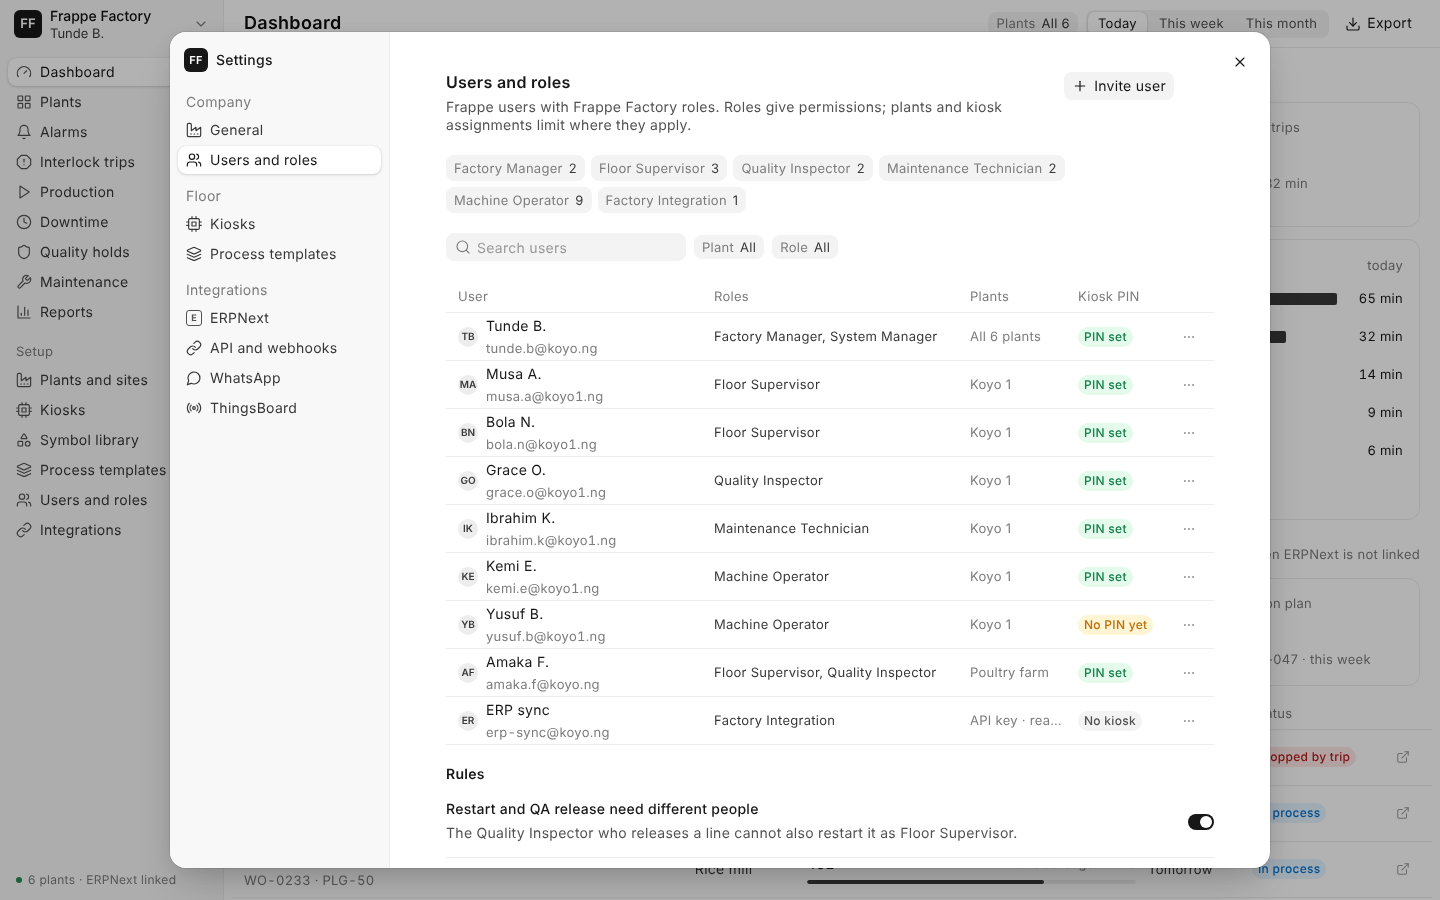 FF
Frappe Factory
Tunde B.
Dashboard
Plants
Alarms
Interlock trips
Production
Downtime
Quality holds
Maintenance
Reports
Setup
Plants and sites
Kiosks
Symbol library
Process templates
Users and roles
Integrations
6 plants · ERPNext linked
Dashboard
Plants All 6
Today
This week
This month
Export
FF
Settings
Company
General
Users and roles
Floor
Kiosks
Process templates
Integrations
E
ERPNext
API and webhooks
WhatsApp
ThingsBoard
Users and roles
Frappe users with Frappe Factory roles. Roles give permissions; plants and kiosk
assignments limit where they apply.
Invite user
Factory Manager 2
Floor Supervisor 3
Quality Inspector 2
Maintenance Technician 2
Machine Operator 9
Factory Integration 1
Search users
Plant All
Role All
User Roles Plants Kiosk PIN
TB Tunde B. Factory Manager, System Manager All 6 plants PIN set
tunde.b@koyo.ng
MA Musa A. Floor Supervisor Koyo 1 PIN set
musa.a@koyo1.ng
BN Bola N. Floor Supervisor Koyo 1 PIN set
bola.n@koyo1.ng
GO Grace O. Quality Inspector Koyo 1 PIN set
grace.o@koyo1.ng
IK Ibrahim K. Maintenance Technician Koyo 1 PIN set
ibrahim.k@koyo1.ng
KE Kemi E. Machine Operator Koyo 1 PIN set
kemi.e@koyo1.ng
YB Yusuf B. Machine Operator Koyo 1 No PIN yet
yusuf.b@koyo1.ng
AF Amaka F. Floor Supervisor, Quality Inspector Poultry farm PIN set
amaka.f@koyo.ng
ER ERP sync Factory Integration API key · rea... No kiosk
erp-sync@koyo.ng
Rules
Restart and QA release need different people
The Quality Inspector who releases a line cannot also restart it as Floor Supervisor.
trips
32 min
today
65 min
32 min
14 min
9 min
6 min
ERPNext is not linked
plan
-047 · this week
by trip
process
WO-0233 · PLG-50
Rice mill
Tomorrow
In process